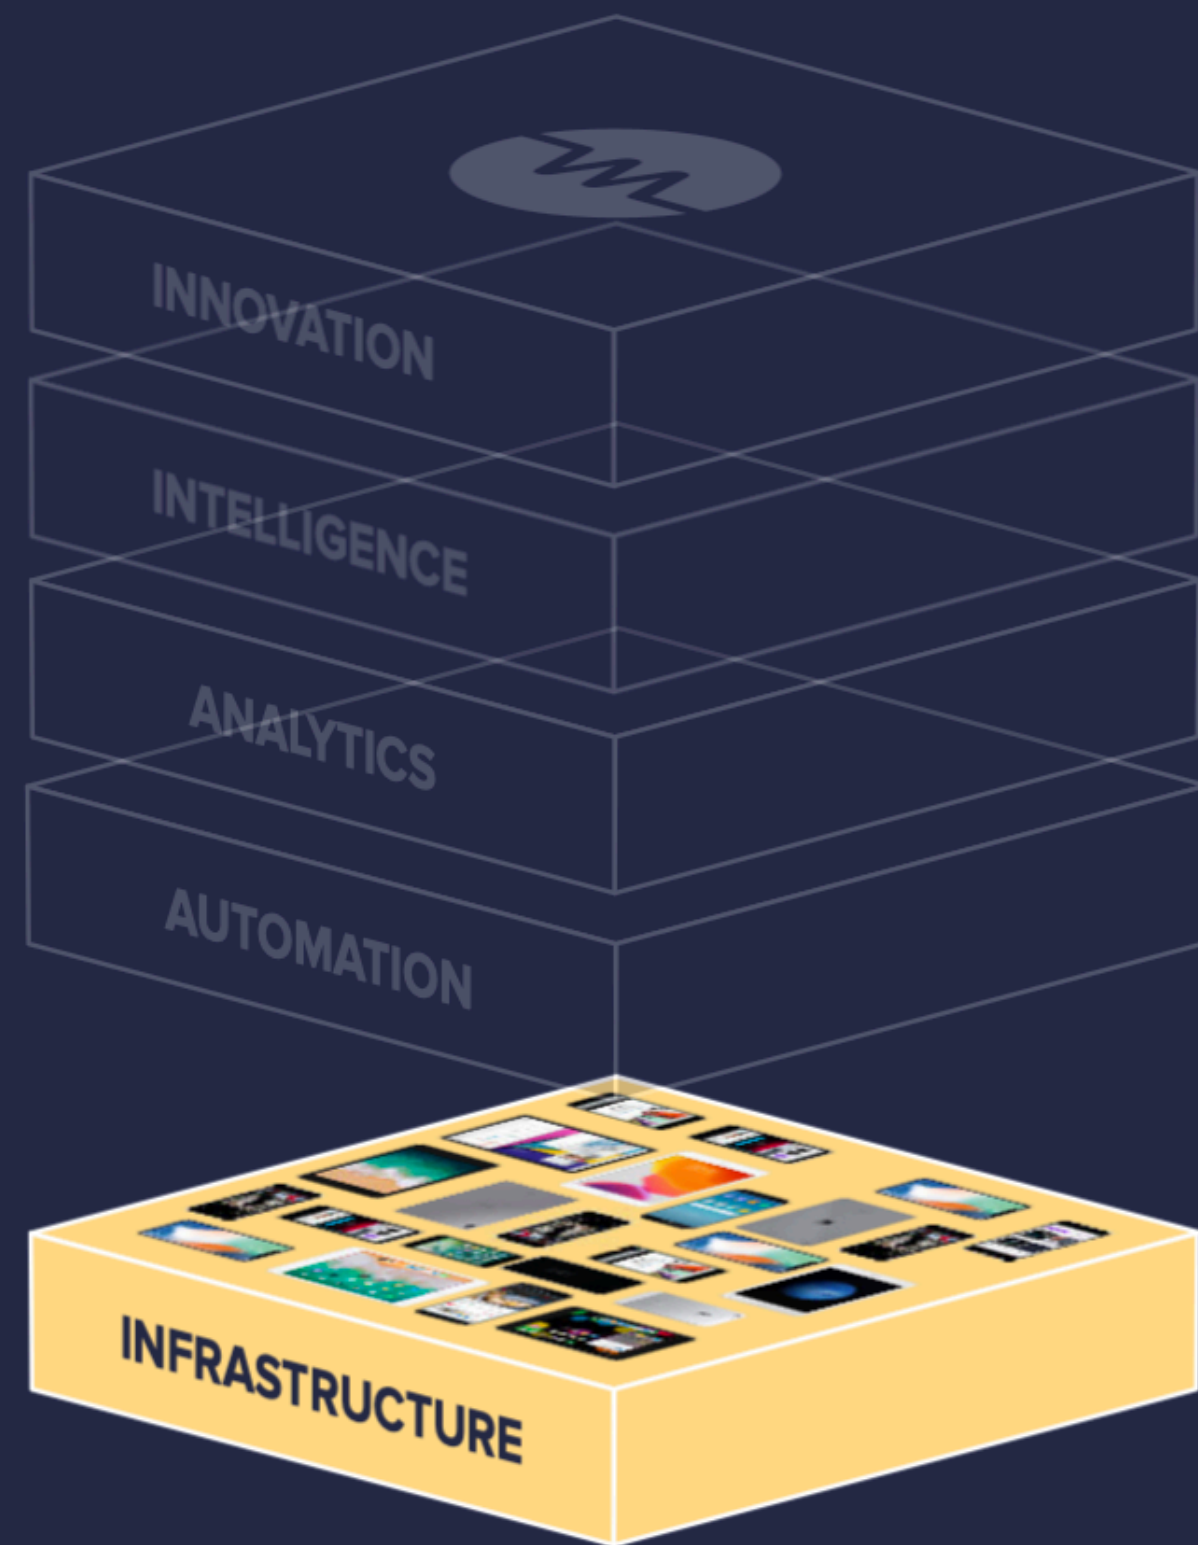 INNOVATION
INTELLIGENCE
ANALYTICS
AUTOMATION
INFRASTRUCTURE